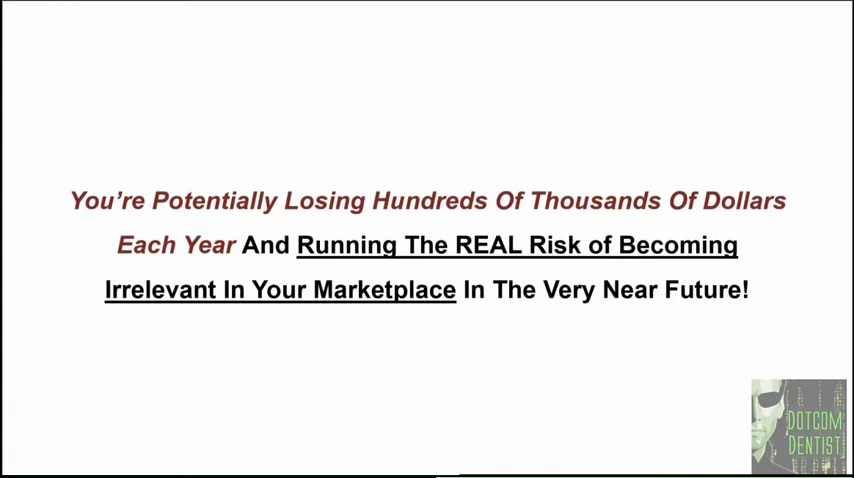 You're Potentially Losing Hundreds Of Thousands Of Dollars
Each Year And Running The REAL Risk of Becoming
Irrelevant In Your Marketplace In The Very Near Future!
DOTCOM
DENTIST